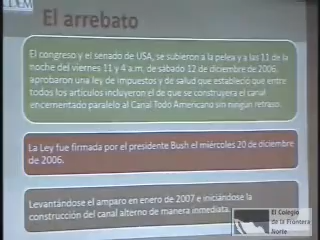 El arrebato
El congreso y el senado de USA, se subieron a la pelea y a las 11 de la
noche del viernes 11 y 4 a.m. de sábado 12 de diciembre de 2006,
aprobaron una ley de impuestos y de salud que estableció que entre
todos los artículos incluyeron el de que se construyera el canal
encementado paralelo al Canal Todo Americano sin ningún retraso.
La Ley fue firmada por el presidente Bush el miércoles 20 de diciembre
de 2006.
Levantándose el amparo en enero de 2007 e iniciándose la
construcción del canal alterno de manera inmediata.
El Colegio
de la Frontera
Norte